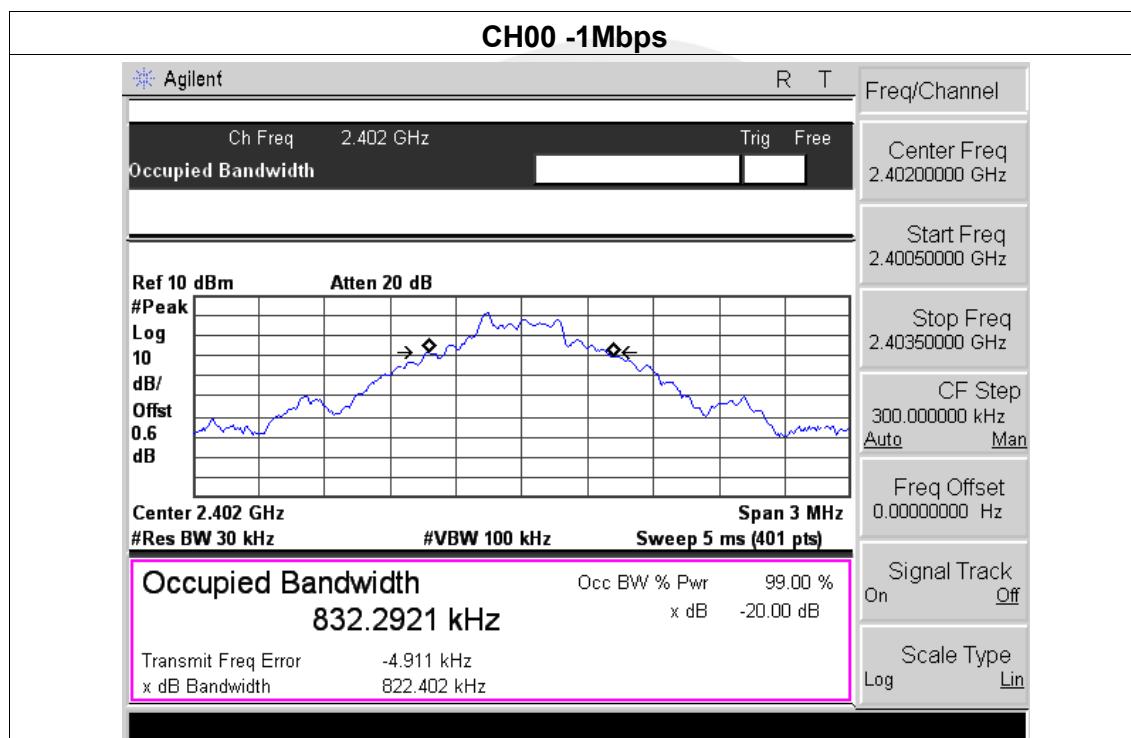 CH00 -1Mbps
Agilent R T
Freq/Channel
Ch Freq 2.402 GHz Trig Free
Occupied Bandwidth
Center Freq
2.40200000 GHz
Start Freq
2.40050000 GHz
Stop Freq
2.40350000 GHz
CF Step
300.000000 kHz
Auto Man
Freq Offset
0.00000000 Hz
Signal Track
On Off
Scale Type
Log Lin
Ref 10 dBm Atten 20 dB
#Peak
Log
10
dB/
Offst
0.6
dB
Center 2.402 GHz Span 3 MHz
#Res BW 30 kHz #VBW 100 kHz Sweep 5 ms (401 pts)
Occupied Bandwidth Occ BW % Pwr 99.00 %
832.2921 kHz x dB -20.00 dB
Transmit Freq Error -4.911 kHz
x dB Bandwidth 822.402 kHz